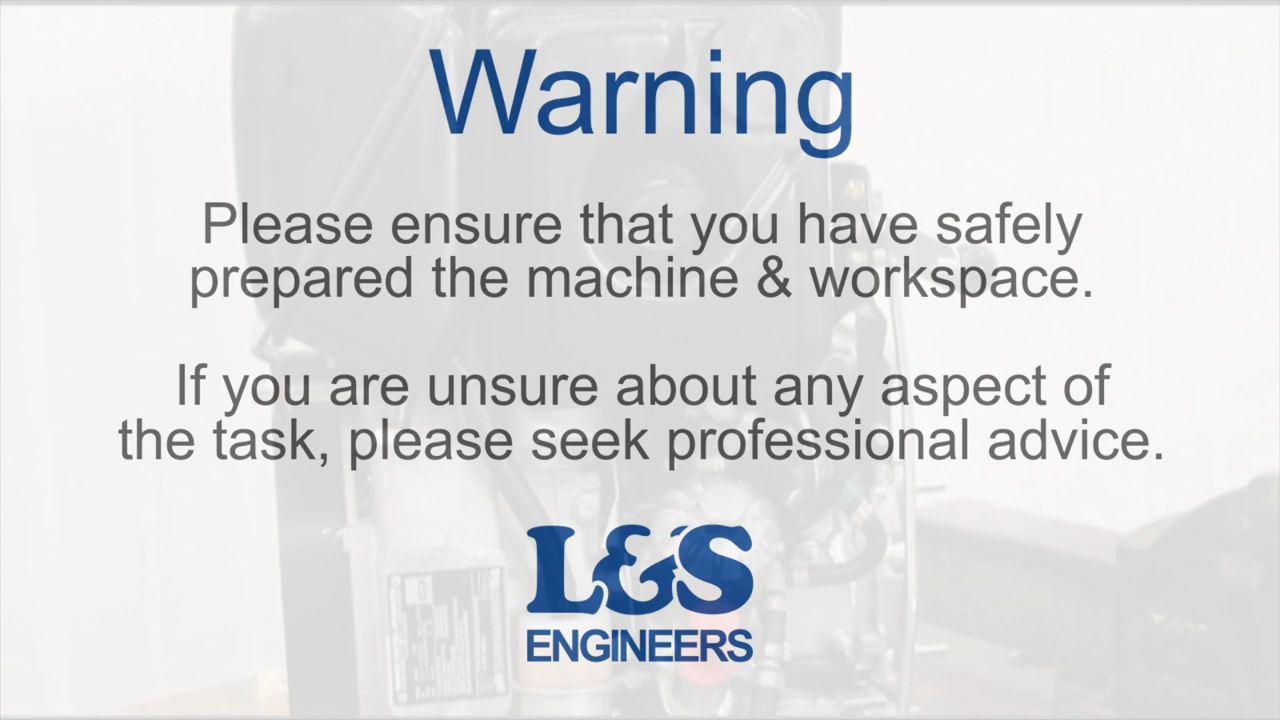 Warning
Please ensure that you have safely
prepared the machine & workspace.
If you are unsure about any aspect of
the task, please seek professional advice.
L&S
ENGINEERS